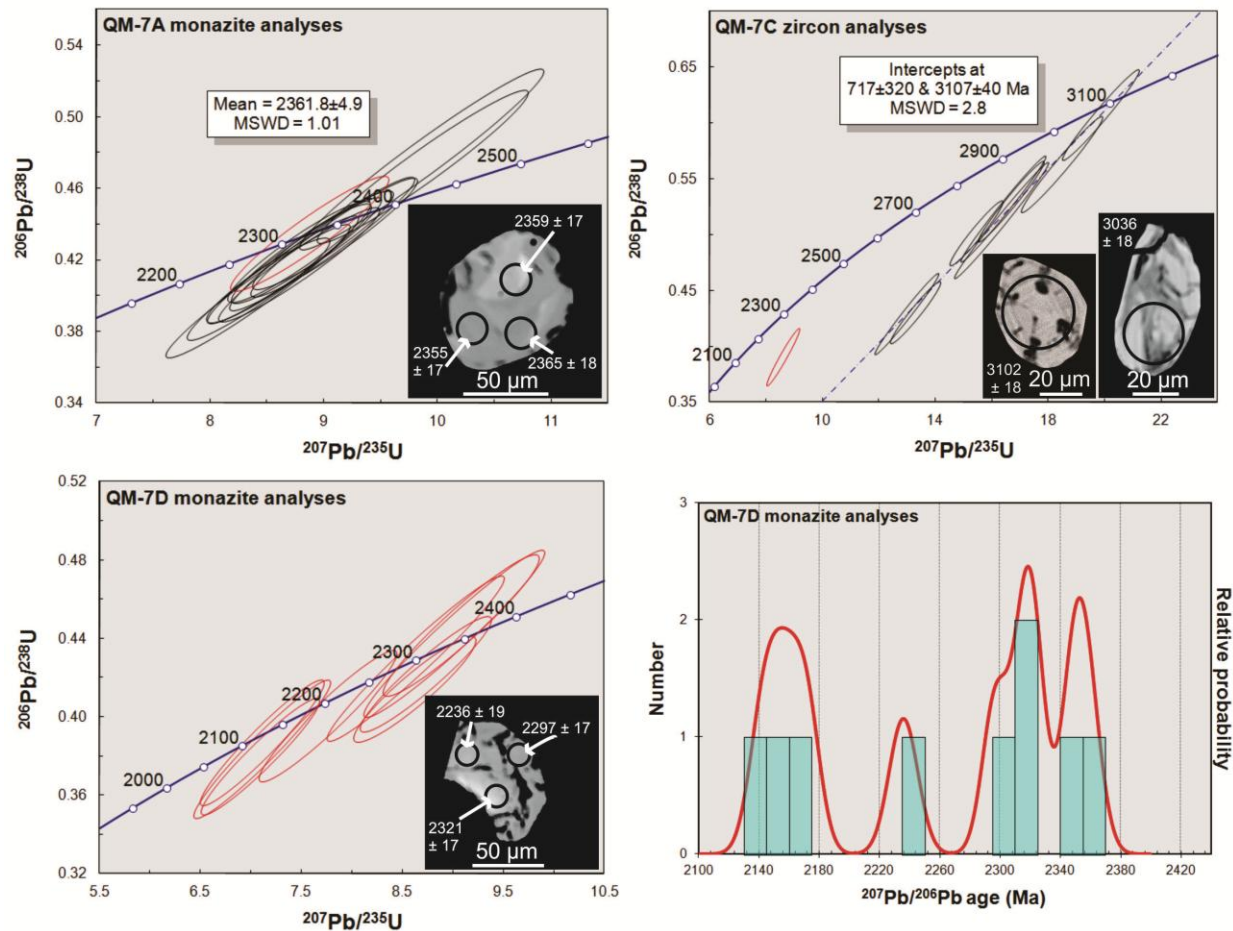 QM-7A monazite analyses
0.56
0.52
0.50
0.46
0.42
0.38
0.34
Mean = 2361.8±4.9
MSWD = 1.01
2200
2300
2400
2500
2359 ± 17
2355
± 17
2365 ± 18
50 µm
7
8
9
10
11
206Pb/238U
207Pb/235U
QM-7C zircon analyses
0.65
0.55
0.45
0.35
Intercepts at
717±320 & 3107±40 Ma
MSWD = 2.8
2100
2300
2500
2700
2900
3100
3036
± 18
3102
± 18
20 µm
20 µm
6
10
14
18
22
206Pb/238U
207Pb/235U
QM-7D monazite analyses
0.52
0.48
0.44
0.40
0.36
0.32
2000
2100
2200
2300
2400
2236 ± 19
2297 ± 17
2321
± 17
50 µm
5.5
6.5
7.5
8.5
9.5
10.5
206Pb/238U
207Pb/235U
QM-7D monazite analyses
3
2
1
0
Number
Relative probability
2100
2140
2180
2220
2260
2300
2340
2380
2420
207Pb/206Pb age (Ma)